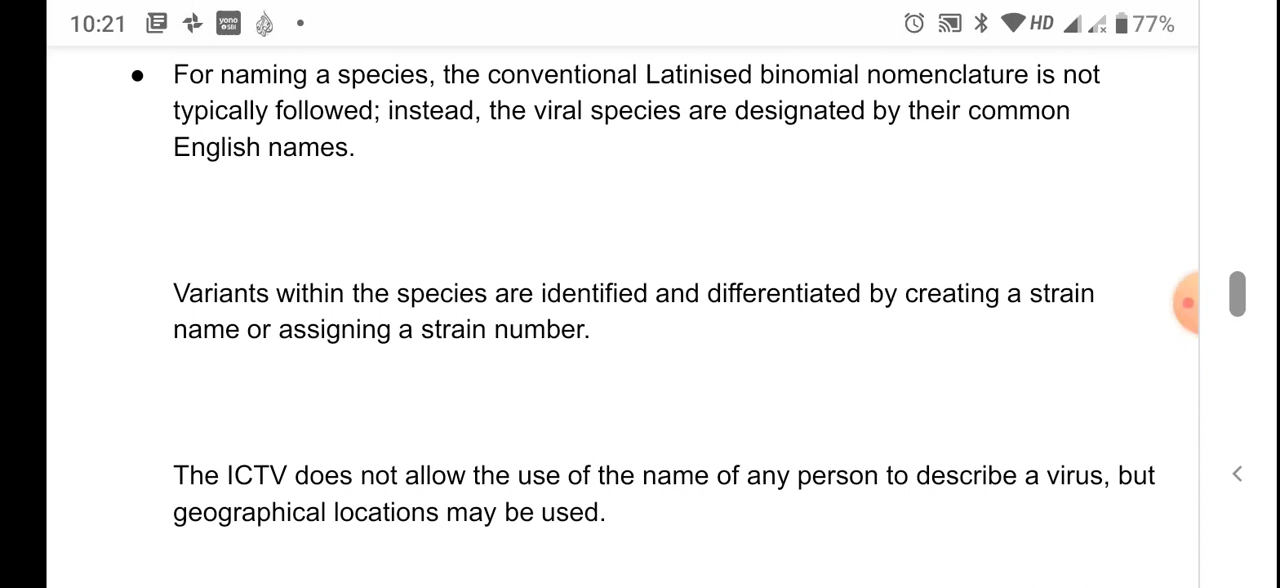 10:21 yono SBI HD 77%
● For naming a species, the conventional Latinised binomial nomenclature is not
typically followed; instead, the viral species are designated by their common
English names.
Variants within the species are identified and differentiated by creating a strain
name or assigning a strain number.
The ICTV does not allow the use of the name of any person to describe a virus, but
geographical locations may be used.